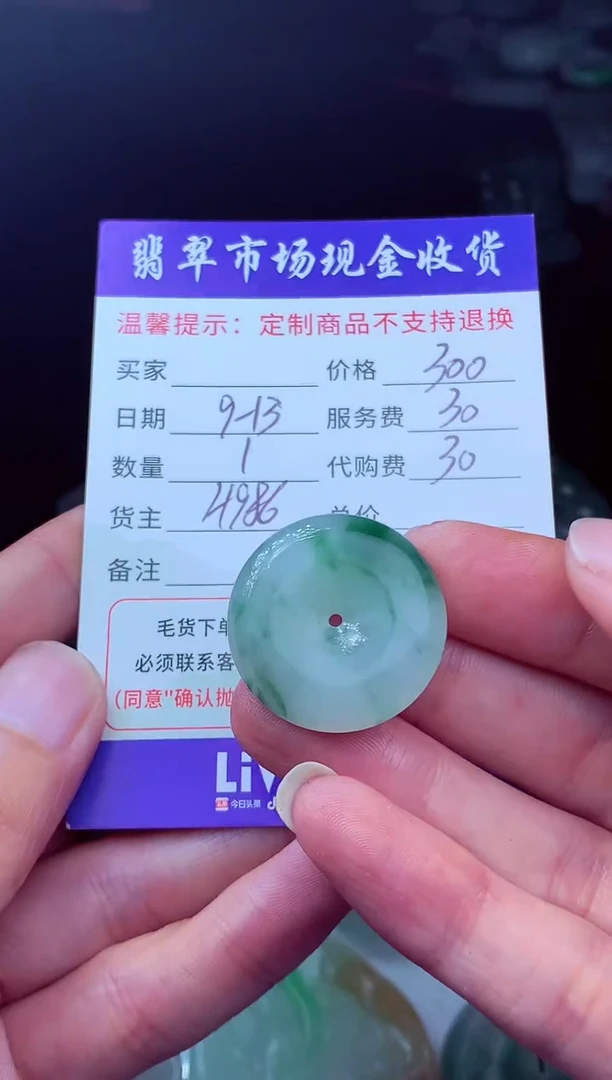 翡翠市场现金收货
温馨提示：定制商品不支持退换
买家 价格 300
日期 9-13 服务费 30
数量 1 代购费 30
货主 4986 总价
备注
毛货下单
必须联系客
(同意"确认抛
LiV
今日头条